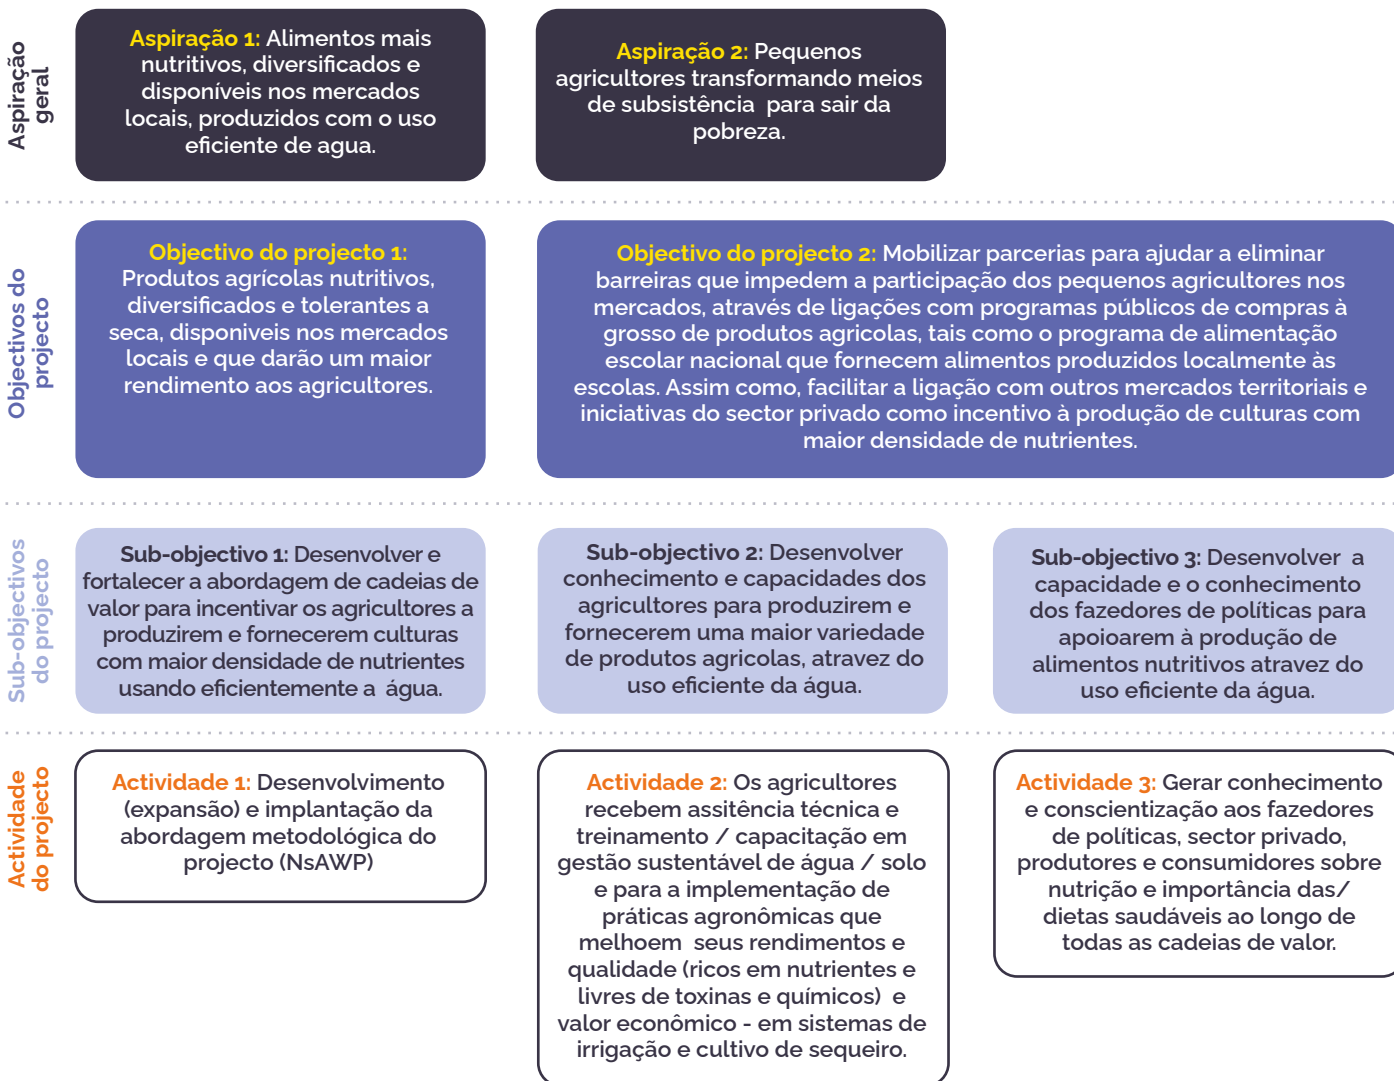 Aspiração
geral
Aspiração 1: Alimentos mais
nutritivos, diversificados e
disponíveis nos mercados
locais, produzidos com o uso
eficiente de agua.
Aspiração 2: Pequenos
agricultores transformando meios
de subsistência para sair da
pobreza.
Objectivos do
projecto
Objectivo do projecto 1:
Produtos agrícolas nutritivos,
diversificados e tolerantes a
seca, disponiveis nos mercados
locais e que darão um maior
rendimento aos agricultores.
Objectivo do projecto 2: Mobilizar parcerias para ajudar a eliminar
barreiras que impedem a participação dos pequenos agricultores nos
mercados, através de ligações com programas públicos de compras à
grosso de produtos agricolas, tais como o programa de alimentação
escolar nacional que fornecem alimentos produzidos localmente às
escolas. Assim como, facilitar a ligação com outros mercados territoriais e
iniciativas do sector privado como incentivo à produção de culturas com
maior densidade de nutrientes.
Sub-objectivos
do projecto
Sub-objectivo 1: Desenvolver e
fortalecer a abordagem de cadeias de
valor para incentivar os agricultores a
produzirem e fornecerem culturas
com maior densidade de nutrientes
usando eficientemente a água.
Sub-objectivo 2: Desenvolver
conhecimento e capacidades dos
agricultores para produzirem e
fornecerem uma maior variedade
de produtos agricolas, atravez do
uso eficiente da água.
Sub-objectivo 3: Desenvolver a
capacidade e o conhecimento
dos fazedores de políticas para
apoioarem à produção de
alimentos nutritivos atravez do
uso eficiente da água.
Actividade
do projecto
Actividade 1: Desenvolvimento
(expansão) e implantação da
abordagem metodológica do
projecto (NsAWP)
Actividade 2: Os agricultores
recebem assitência técnica e
treinamento / capacitação em
gestão sustentável de água / solo
e para a implementação de
práticas agronômicas que
melhoem seus rendimentos e
qualidade (ricos em nutrientes e
livres de toxinas e químicos) e
valor econômico - em sistemas de
irrigação e cultivo de sequeiro.
Actividade 3: Gerar conhecimento
e conscientização aos fazedores
de políticas, sector privado,
produtores e consumidores sobre
nutrição e importância das/
dietas saudáveis ao longo de
todas as cadeias de valor.